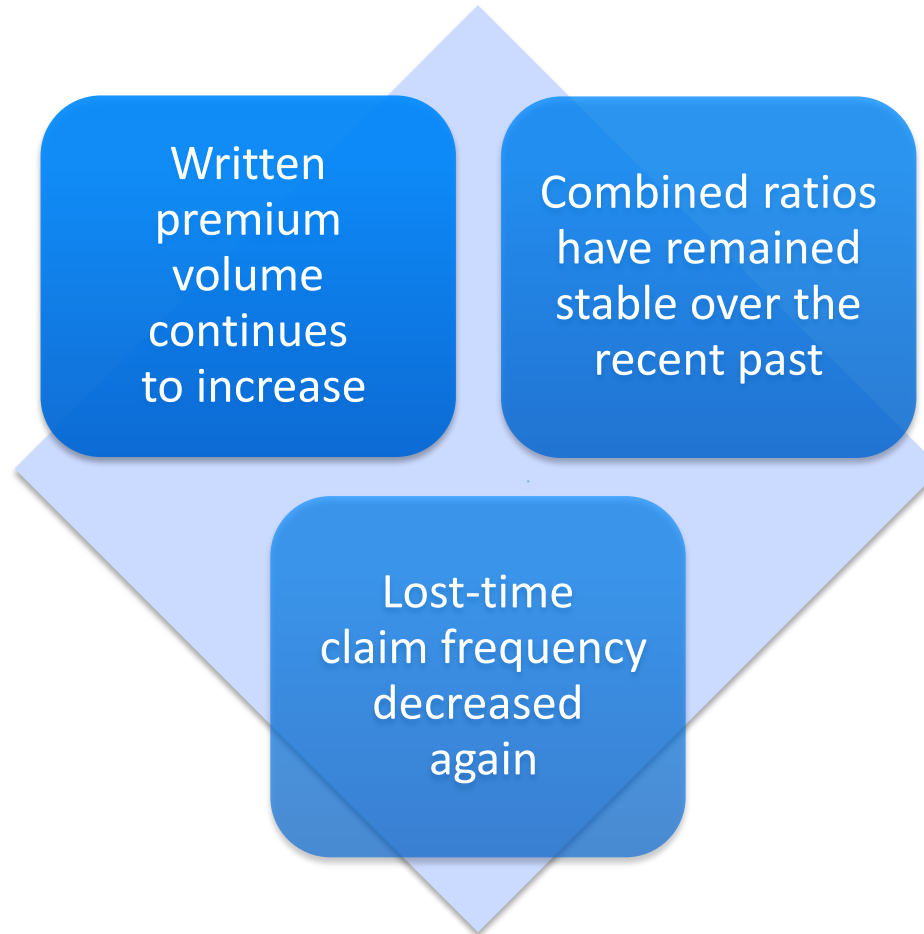 Written
premium
volume
continues
to increase
Combined ratios
have remained
stable over the
recent past
Lost-time
claim frequency
decreased
again